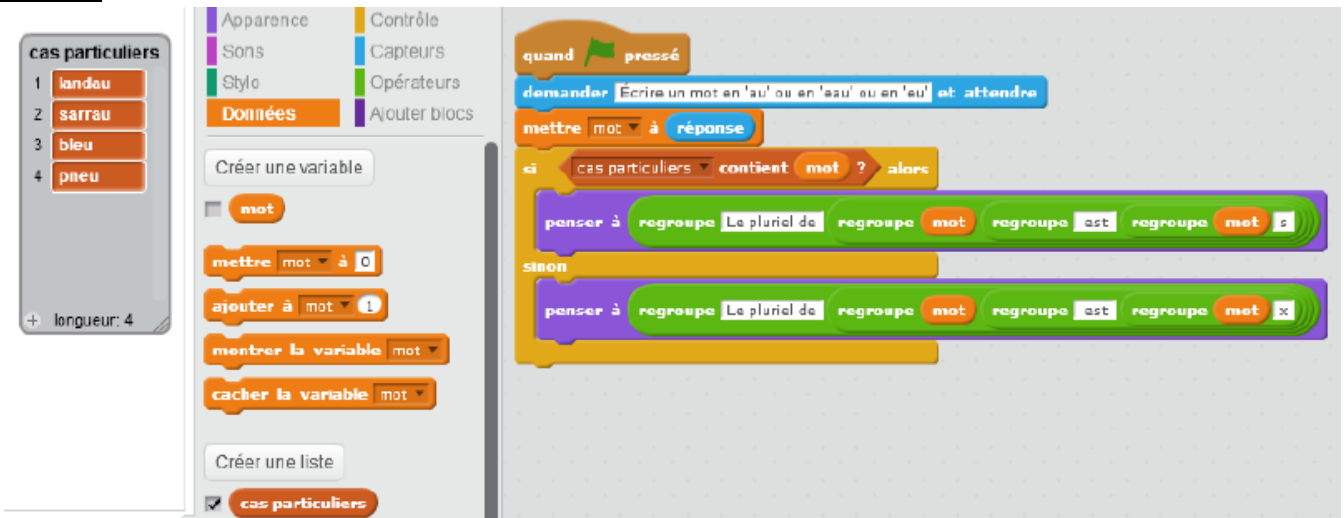 cas particuliers
1 landau
2 sarrau
3 bleu
4 pneu
+ longueur: 4
Apparence Contrôle
Sons Capteurs
Stylo Opérateurs
Données Ajouter blocs
Créer une variable
mot
mettre mot à 0
ajouter à mot 1
montrer la variable mot
cacher la variable mot
Créer une liste
cas particuliers
quand pressé
demander Écrire un mot en 'au' ou en 'eau' ou en 'eu' et attendre
mettre mot à réponse
si cas particuliers contient mot ? alors
penser à regroupe Le pluriel de regroupe mot regroupe est regroupe mot s
sinon
penser à regroupe Le pluriel de regroupe mot regroupe est regroupe mot x